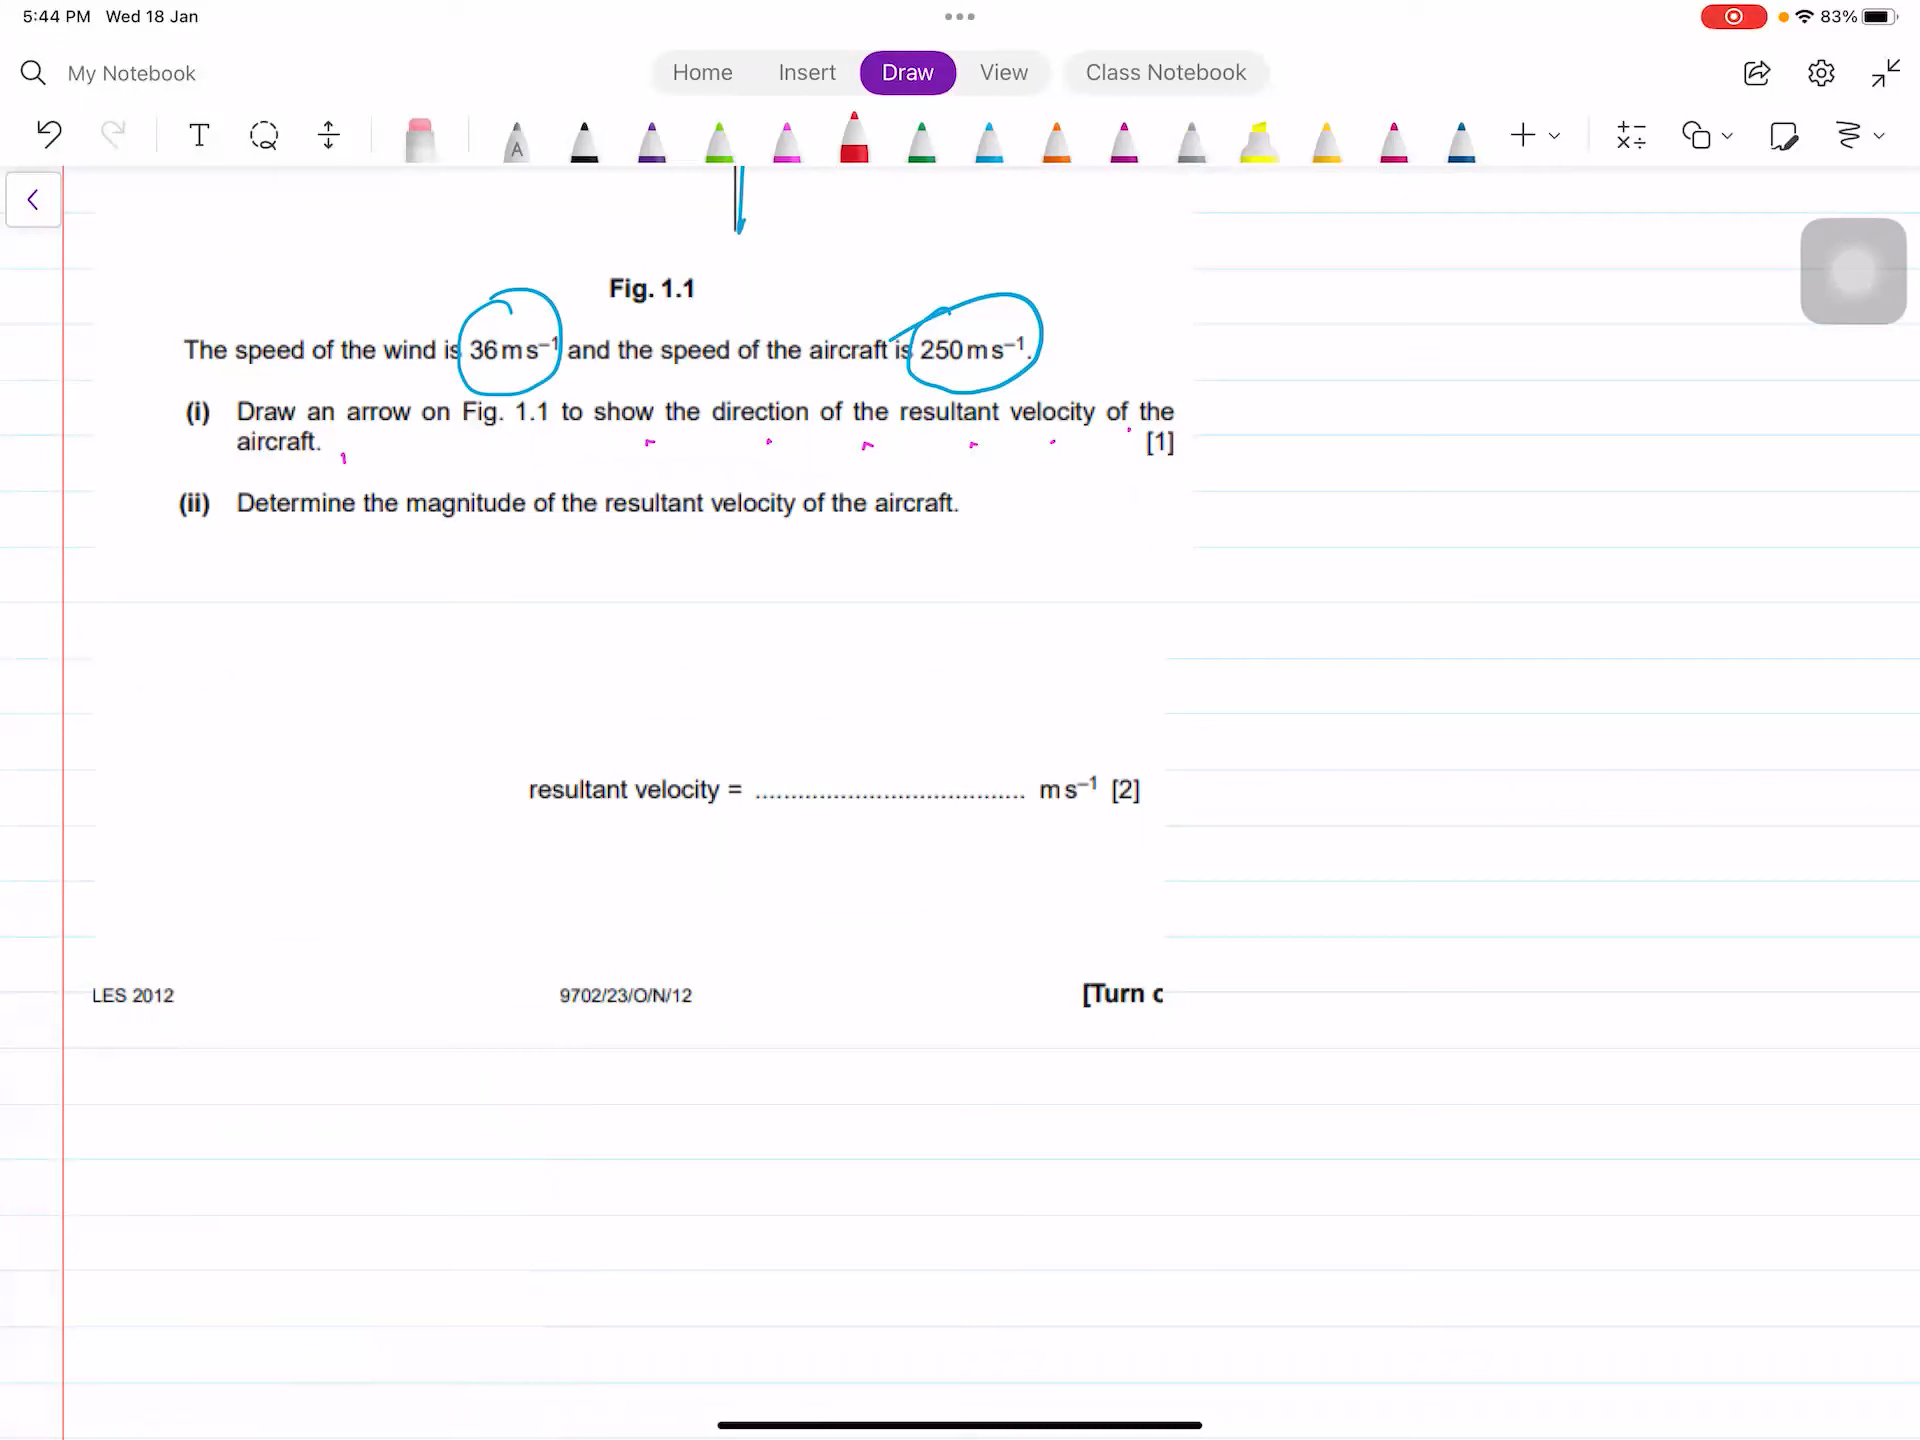 5:44 PM Wed 18 Jan
83%
My Notebook
Home Insert Draw View Class Notebook
T
A
Fig. 1.1
The speed of the wind is 36 m s⁻¹ and the speed of the aircraft is 250 m s⁻¹.
(i) Draw an arrow on Fig. 1.1 to show the direction of the resultant velocity of the
aircraft. [1]
(ii) Determine the magnitude of the resultant velocity of the aircraft.
resultant velocity = ...................................... m s⁻¹ [2]
LES 2012 9702/23/O/N/12 [Turn o